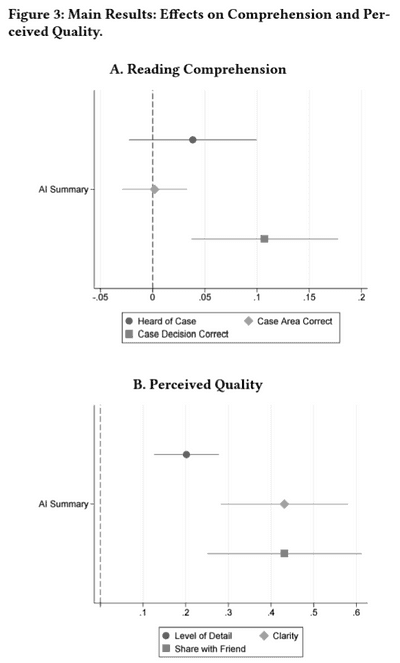 Figure 3: Main Results: Effects on Comprehension and Per-
ceived Quality.
A. Reading Comprehension
AI Summary
-.05 0 .05 .1 .15 .2
Heard of Case Case Area Correct
Case Decision Correct
B. Perceived Quality
AI Summary
.1 .2 .3 .4 .5 .6
Level of Detail Clarity
Share with Friend